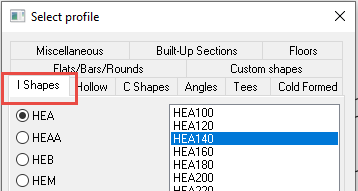 Select profile
Miscellaneous Built-Up Sections Floors
Flats/Bars/Rounds Custom shapes
I Shapes Hollow C Shapes Angles Tees Cold Formed
HEA
HEAA
HEB
HEM
HEA100
HEA120
HEA140
HEA160
HEA180
HEA200
HEA220